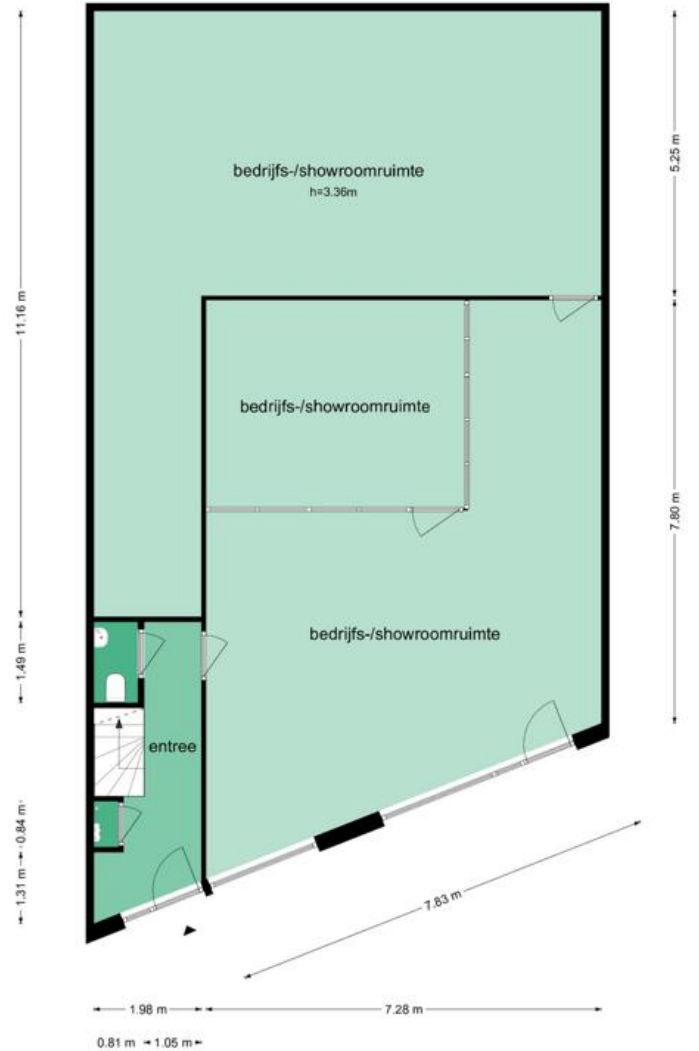 bedrijfs-/showroomruimte
h=3.36m
5.25 m
11.16 m
bedrijfs-/showroomruimte
7.80 m
bedrijfs-/showroomruimte
1.49 m
entree
0.84 m
1.31 m
7.83 m
1.98 m
7.28 m
0.81 m
1.05 m